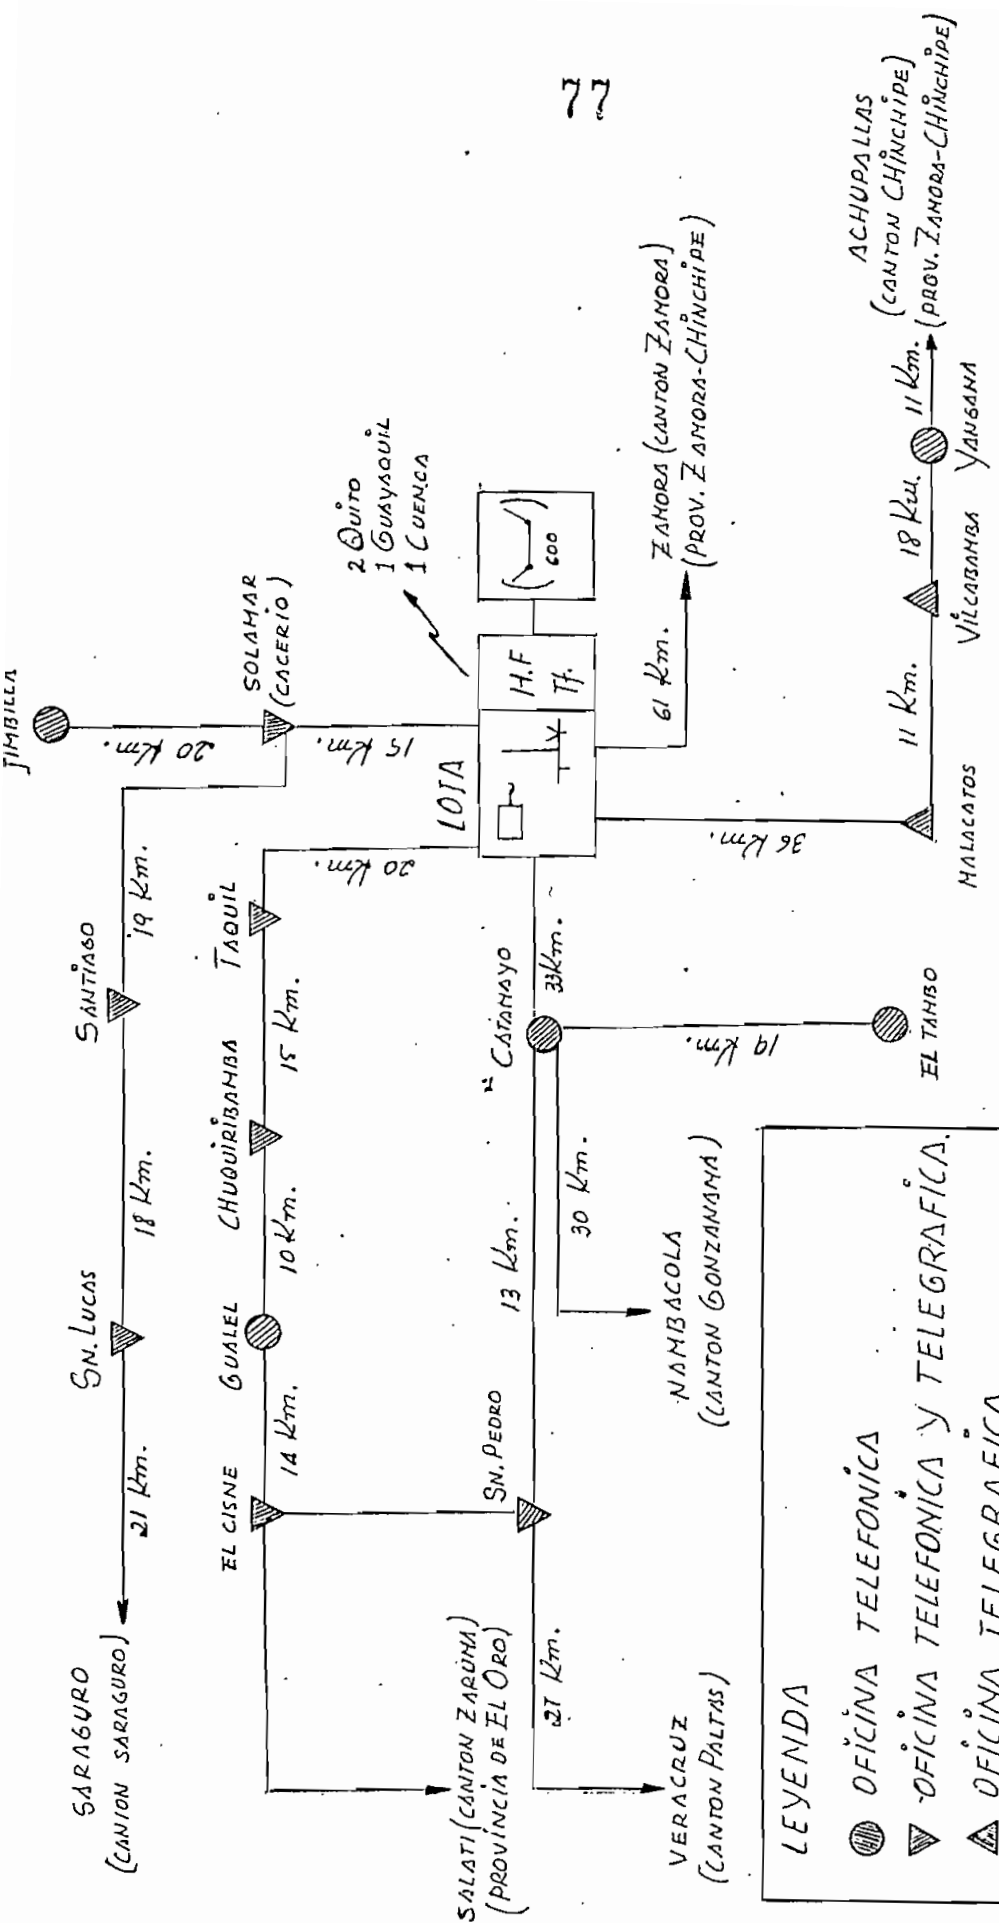 77
JIMBILLA
20 Km.
SOLAMAR
(CACERIO)
15 Km.
2 QUITO
1 GUAYAQUIL
1 CUENCA
LOJA
H.F
Tf.
600
SARAGURO
(CANTON SARAGURO)
21 Km.
SN. LUCAS
18 Km.
SANTIAGO
19 Km.
EL CISNE
14 Km.
GUALEL
10 Km.
CHUQUIRIBAMBA
15 Km.
TAQUIL
20 Km.
SALATI (CANTON ZARUMA)
(PROVINCIA DE EL ORO)
SN. PEDRO
27 Km.
13 Km.
CATAMAYO
33 Km.
VERACRUZ
(CANTON PALTAS)
30 Km.
NAMBACOLA
(CANTON GONZANAMA)
19 Km.
EL TAMBO
61 Km.
ZAMORA (CANTON ZAMORA)
(PROV. ZAMORA-CHINCHIPE)
36 Km.
MALACATOS
11 Km.
VILCABAMBA
18 Km.
YANGANA
11 Km.
ACHUPALLAS
(CANTON CHINCHIPE)
(PROV. ZAMORA-CHINCHIPE)
LEYENDA
OFICINA TELEFONICA
OFICINA TELEFONICA Y TELEGRAFICA.
OFICINA TELEGRAFICA